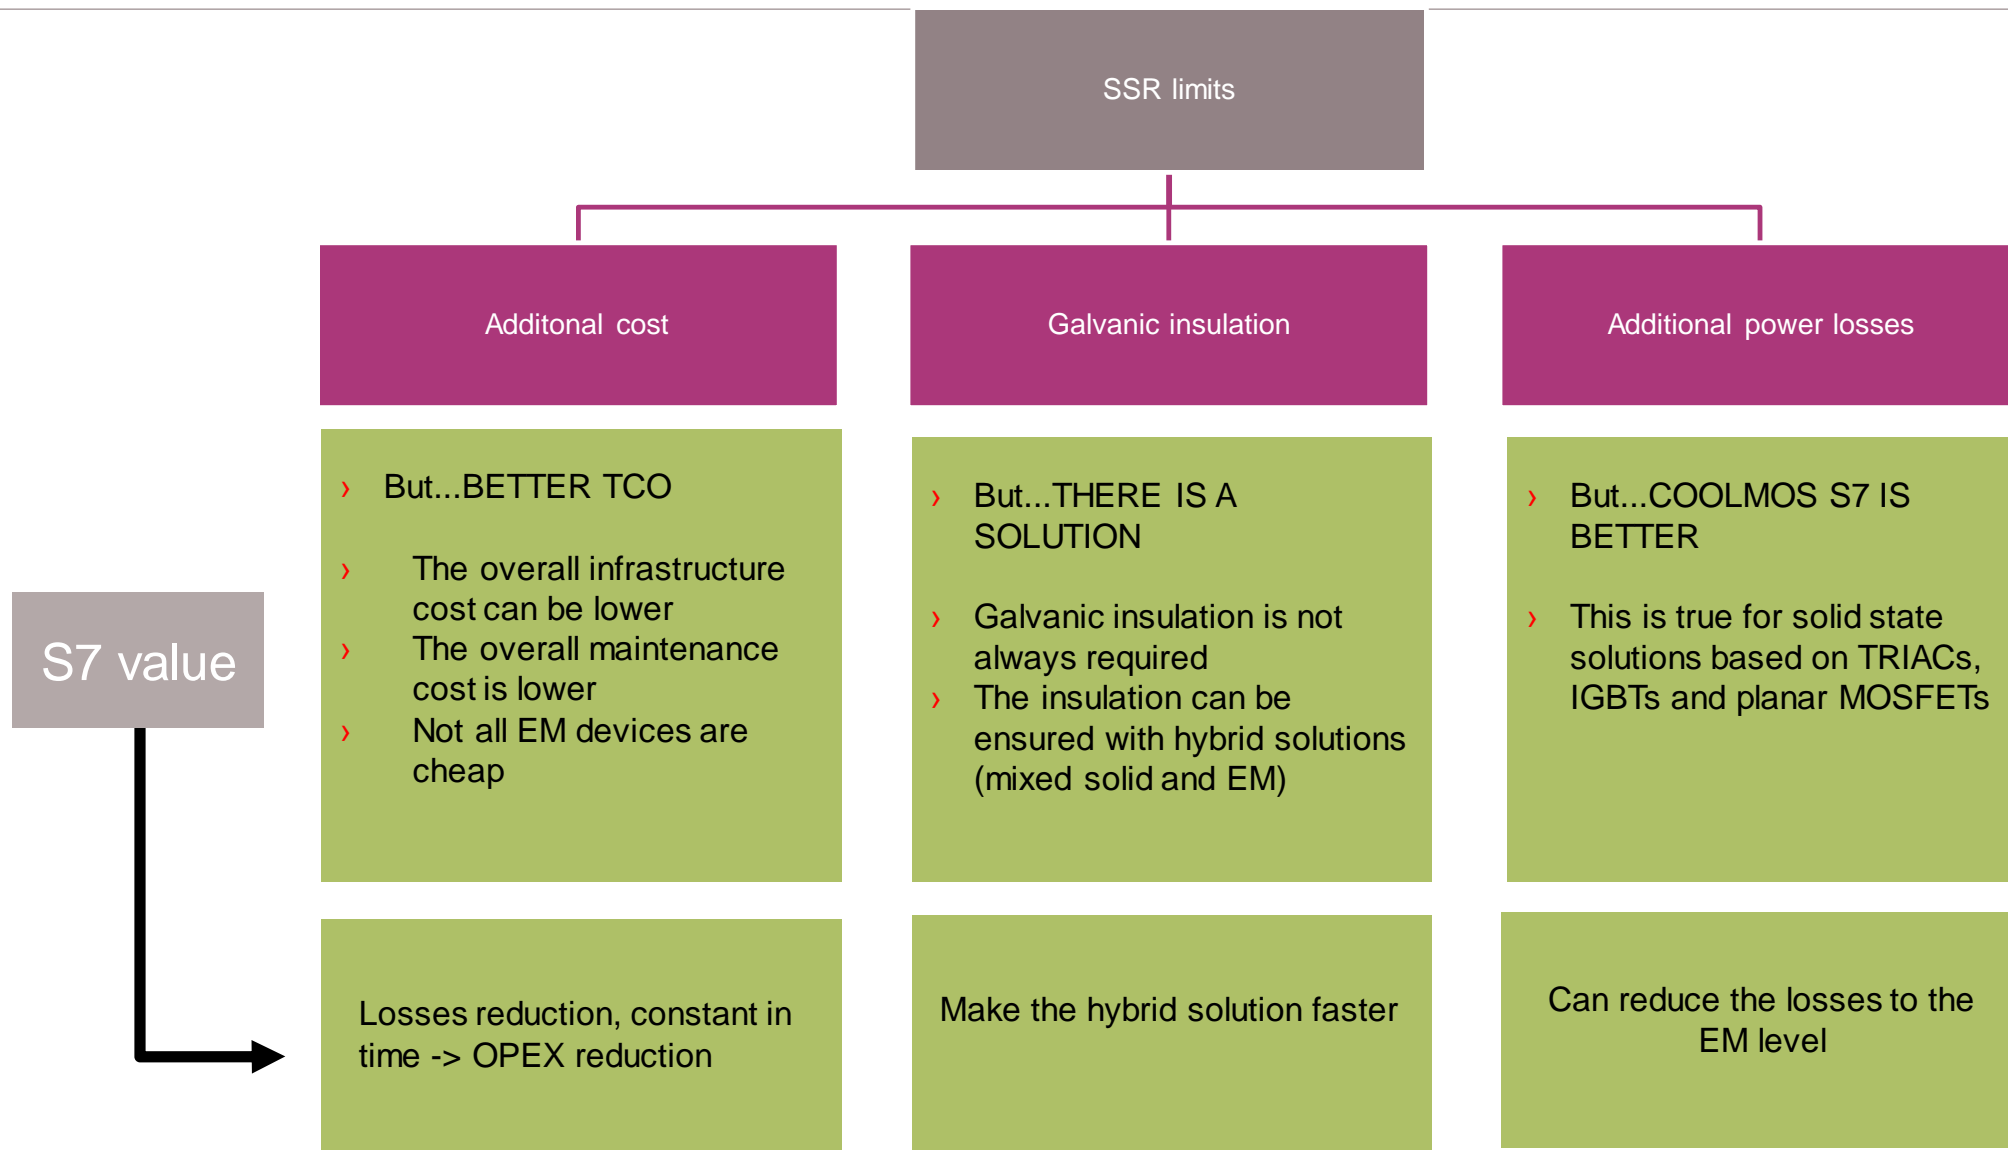 SSR limits
Additonal cost
Galvanic insulation
Additional power losses
› But...BETTER TCO
› The overall infrastructure
cost can be lower
› The overall maintenance
cost is lower
› Not all EM devices are
cheap
› But...THERE IS A
SOLUTION
› Galvanic insulation is not
always required
› The insulation can be
ensured with hybrid solutions
(mixed solid and EM)
› But...COOLMOS S7 IS
BETTER
› This is true for solid state
solutions based on TRIACs,
IGBTs and planar MOSFETs
S7 value
Losses reduction, constant in
time -> OPEX reduction
Make the hybrid solution faster
Can reduce the losses to the
EM level